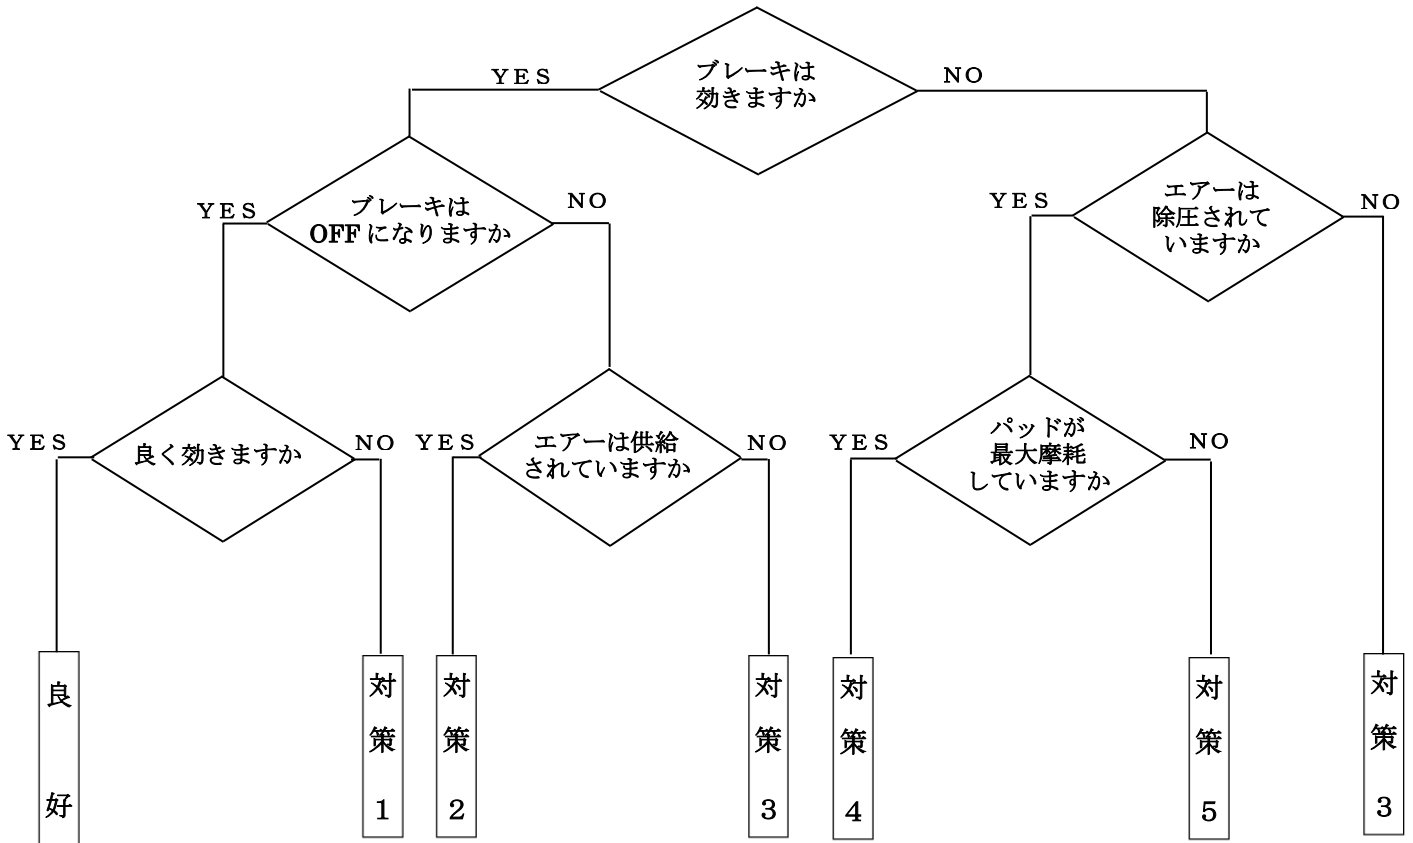 ブレーキは
効きますか
YES
NO
ブレーキは
OFFになりますか
YES
NO
エアーは
除圧されて
いますか
YES
NO
良く効きますか
YES
NO
エアーは供給
されていますか
YES
NO
パッドが
最大摩耗
していますか
YES
NO
良好
対策1
対策2
対策3
対策4
対策5
対策3